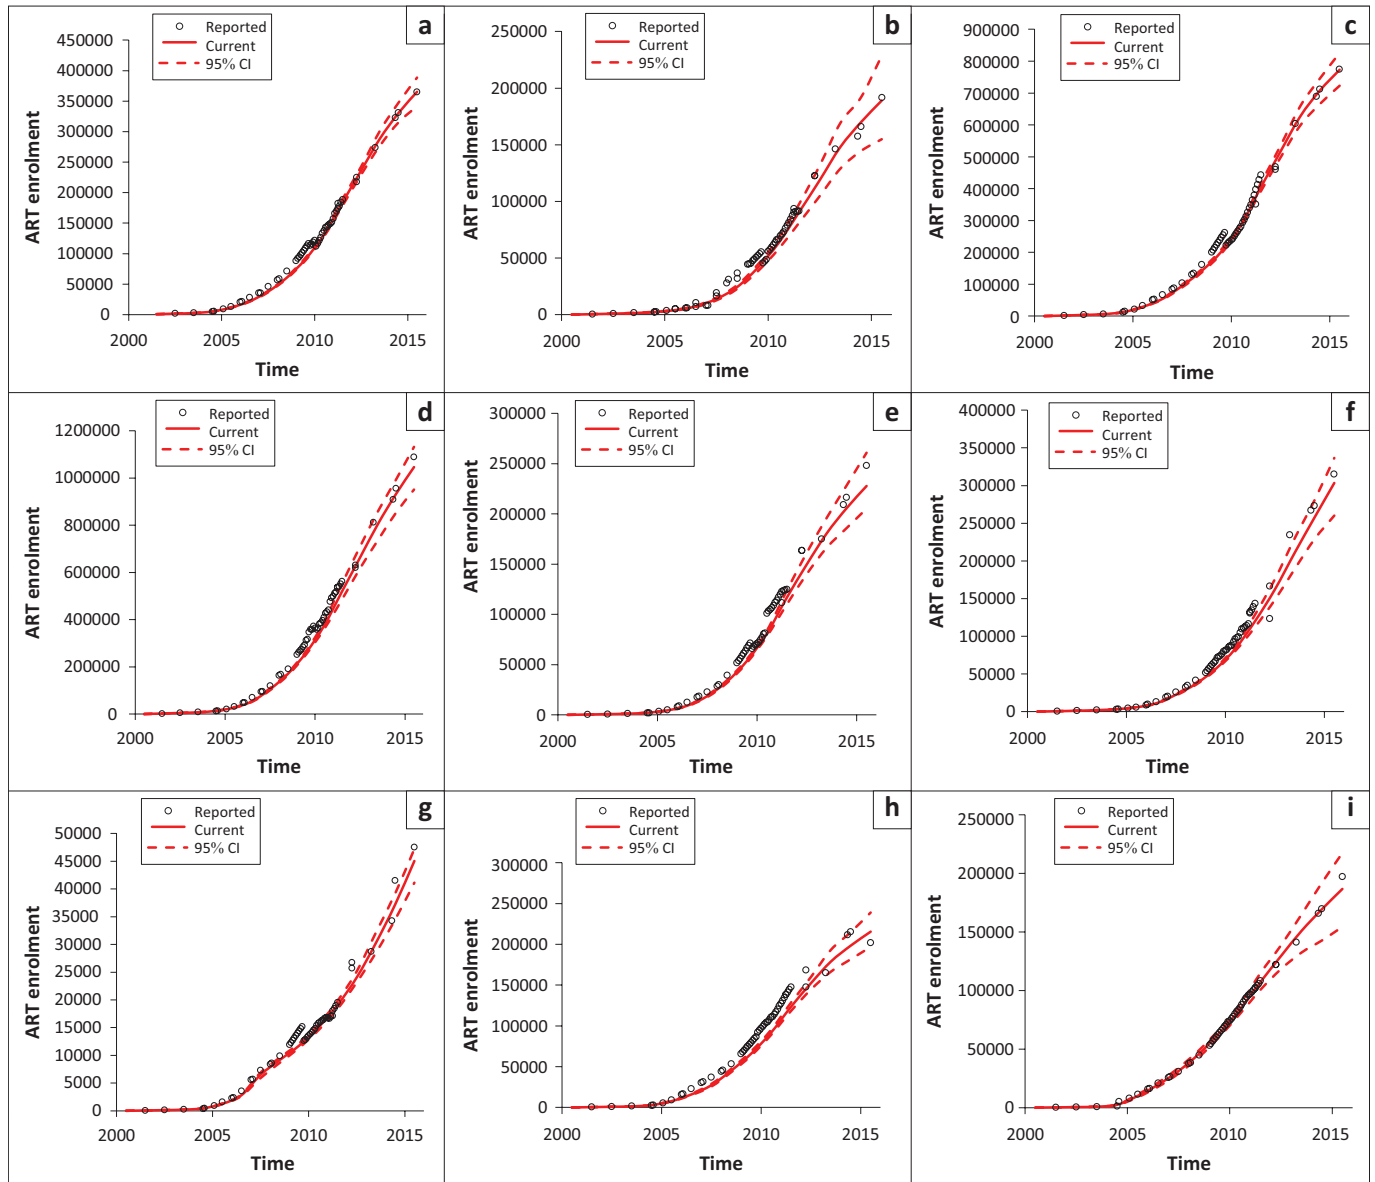 a
Reported
Current
95% CI
450000
400000
350000
300000
250000
200000
150000
100000
50000
0
2000 2005 2010 2015
ART enrolment
Time
b
Reported
Current
95% CI
250000
200000
150000
100000
50000
0
2000 2005 2010 2015
ART enrolment
Time
c
Reported
Current
95% CI
900000
800000
700000
600000
500000
400000
300000
200000
100000
0
2000 2005 2010 2015
ART enrolment
Time
d
Reported
Current
95% CI
1200000
1000000
800000
600000
400000
200000
0
2000 2005 2010 2015
ART enrolment
Time
e
Reported
Current
95% CI
300000
250000
200000
150000
100000
50000
0
2000 2005 2010 2015
ART enrolment
Time
f
Reported
Current
95% CI
400000
350000
300000
250000
200000
150000
100000
50000
0
2000 2005 2010 2015
ART enrolment
Time
g
Reported
Current
95% CI
50000
45000
40000
35000
30000
25000
20000
15000
10000
5000
0
2000 2005 2010 2015
ART enrolment
Time
h
Reported
Current
95% CI
300000
250000
200000
150000
100000
50000
0
2000 2005 2010 2015
ART enrolment
Time
i
Reported
Current
95% CI
250000
200000
150000
100000
50000
0
2000 2005 2010 2015
ART enrolment
Time